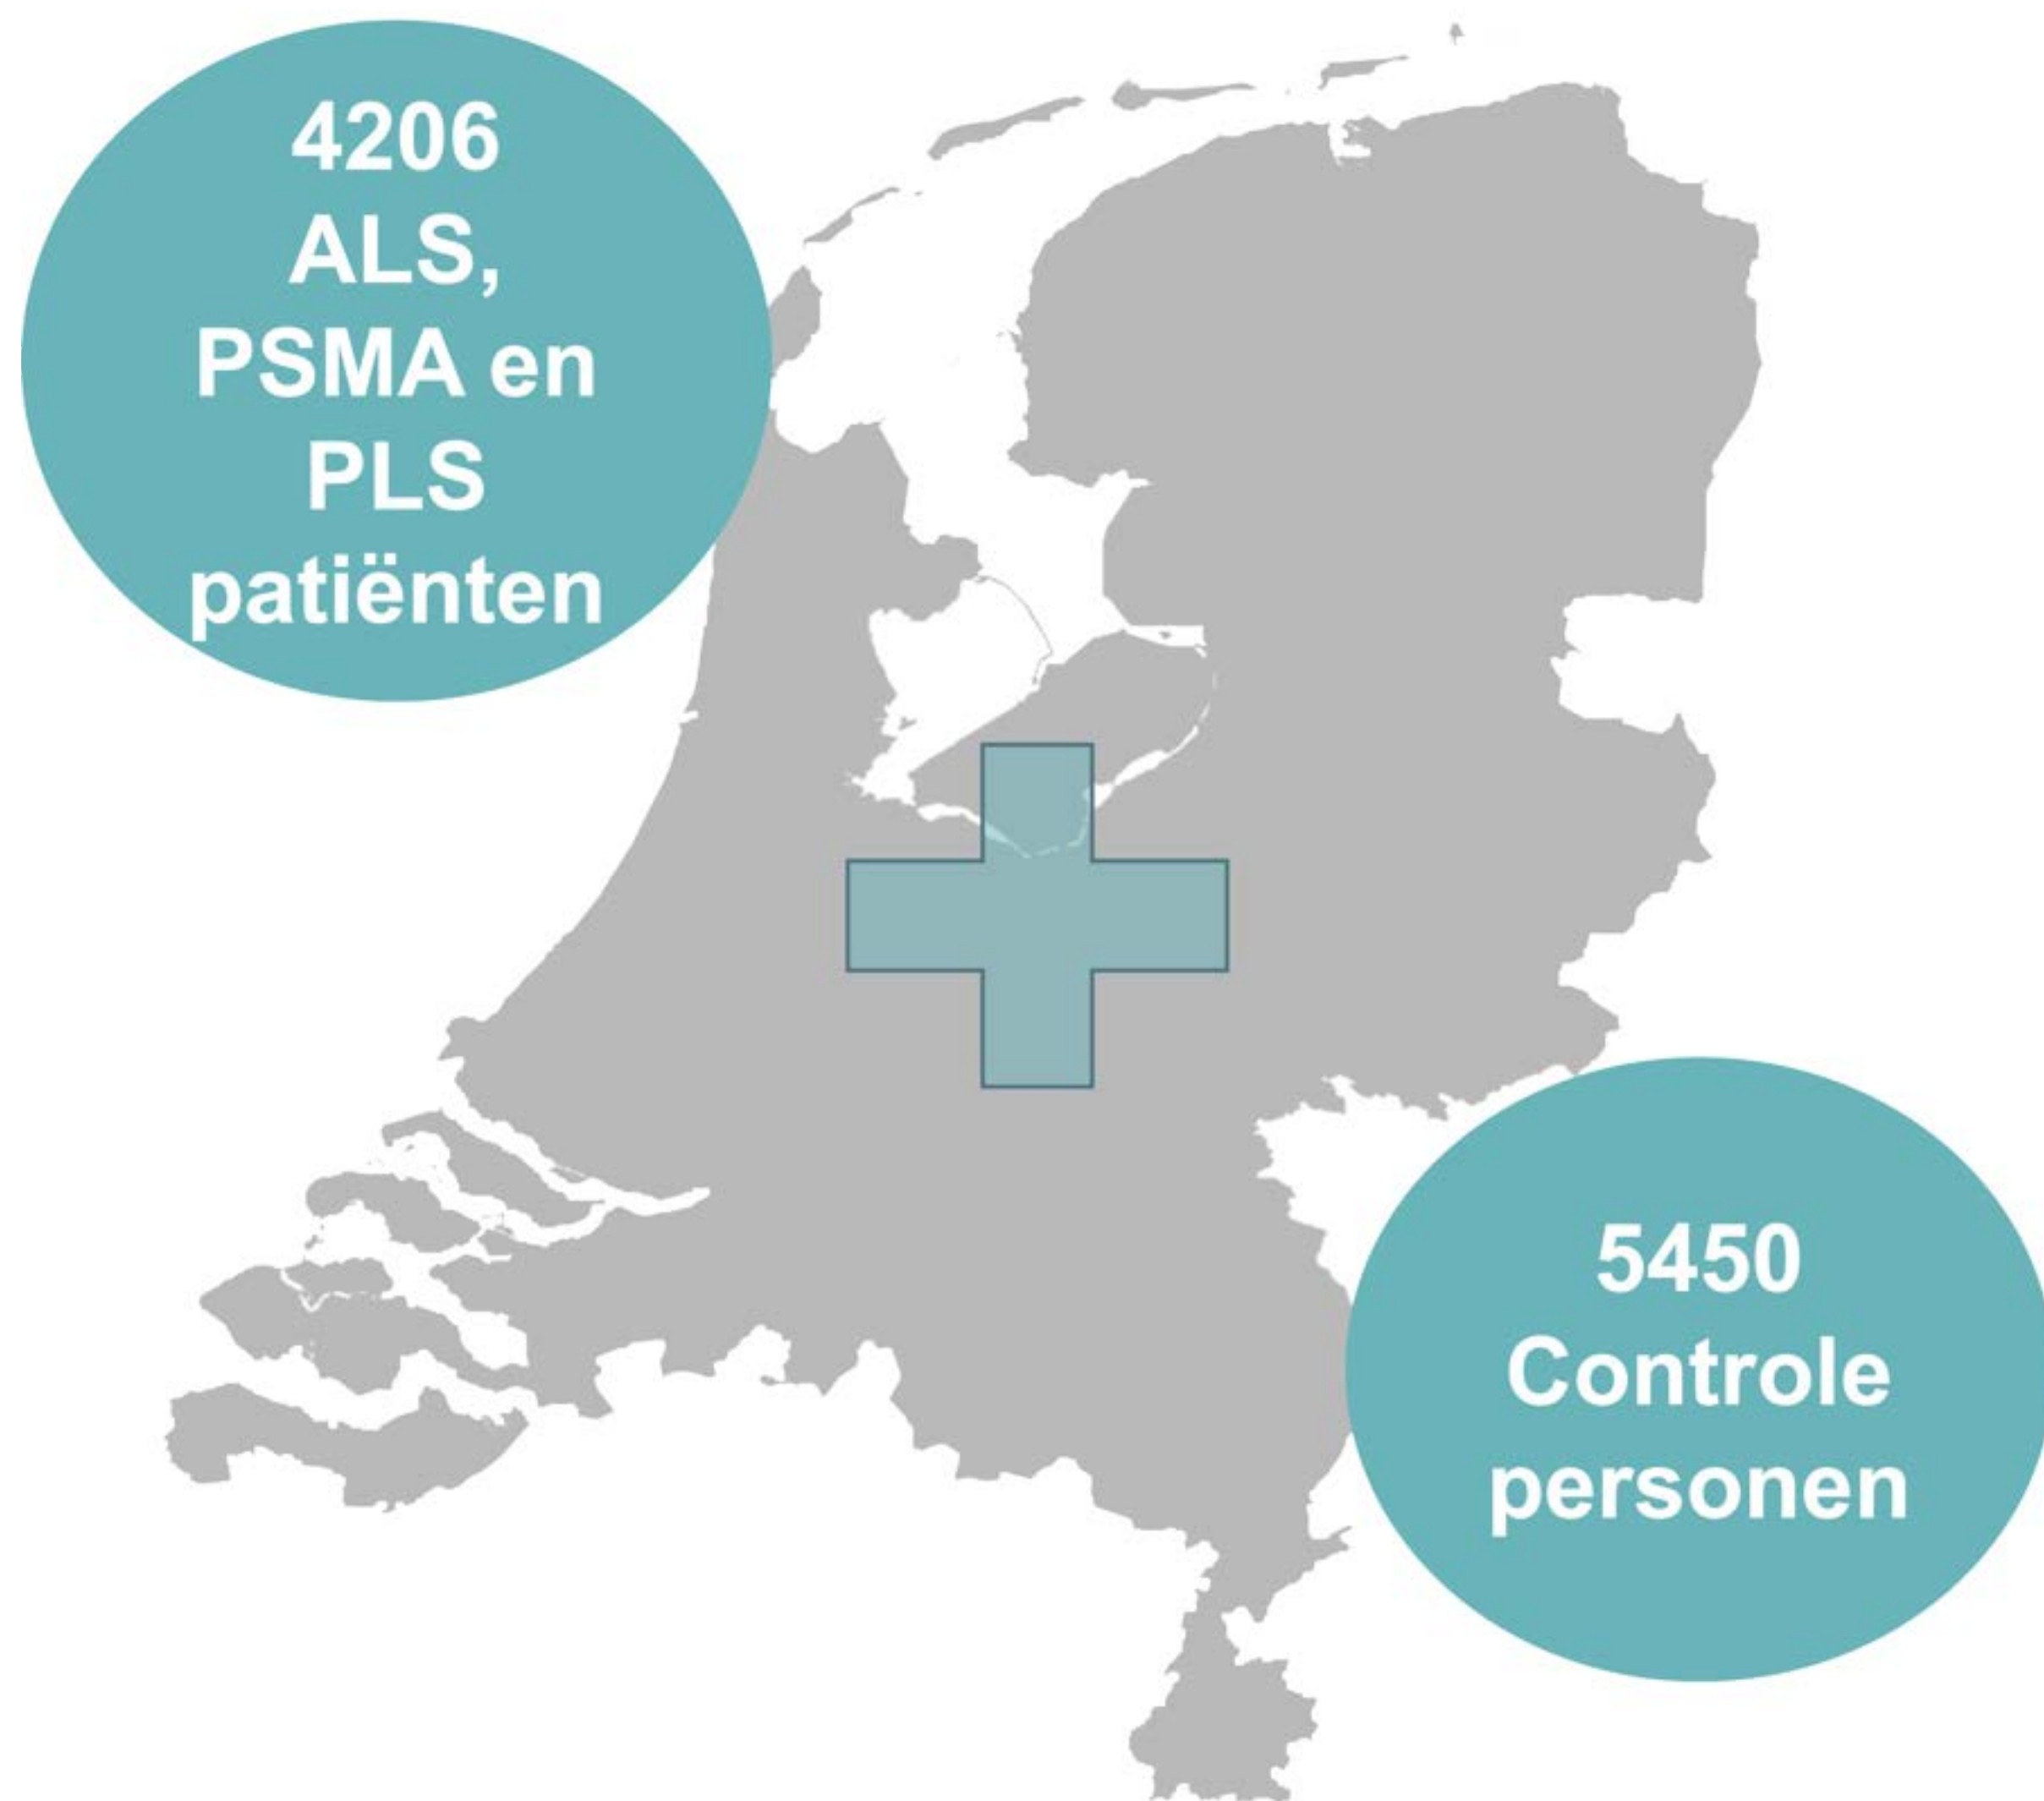 4206
ALS,
PSMA en
PLS
patiënten
5450
Controle
personen